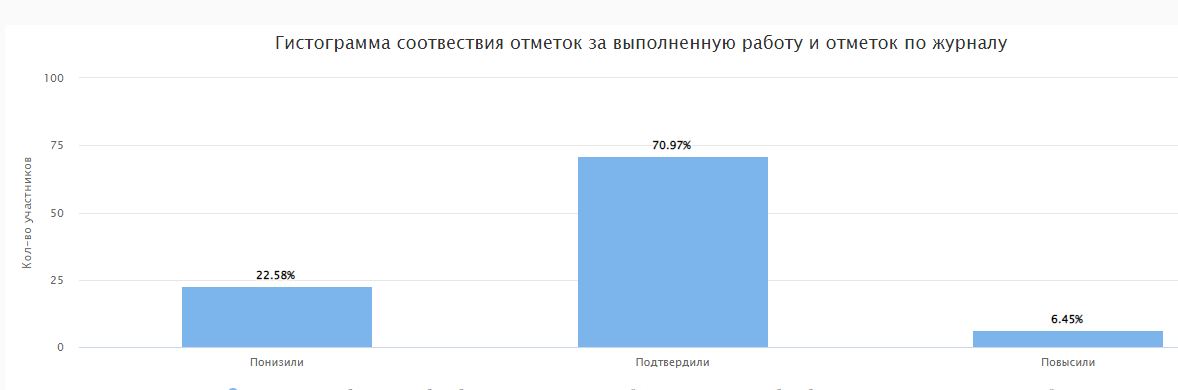 Гистограмма соотвествия отметок за выполненную работу и отметок по журналу
100
75
50
25
0
Кол-во участников
22.58%
70.97%
6.45%
Понизили
Подтвердили
Повысили